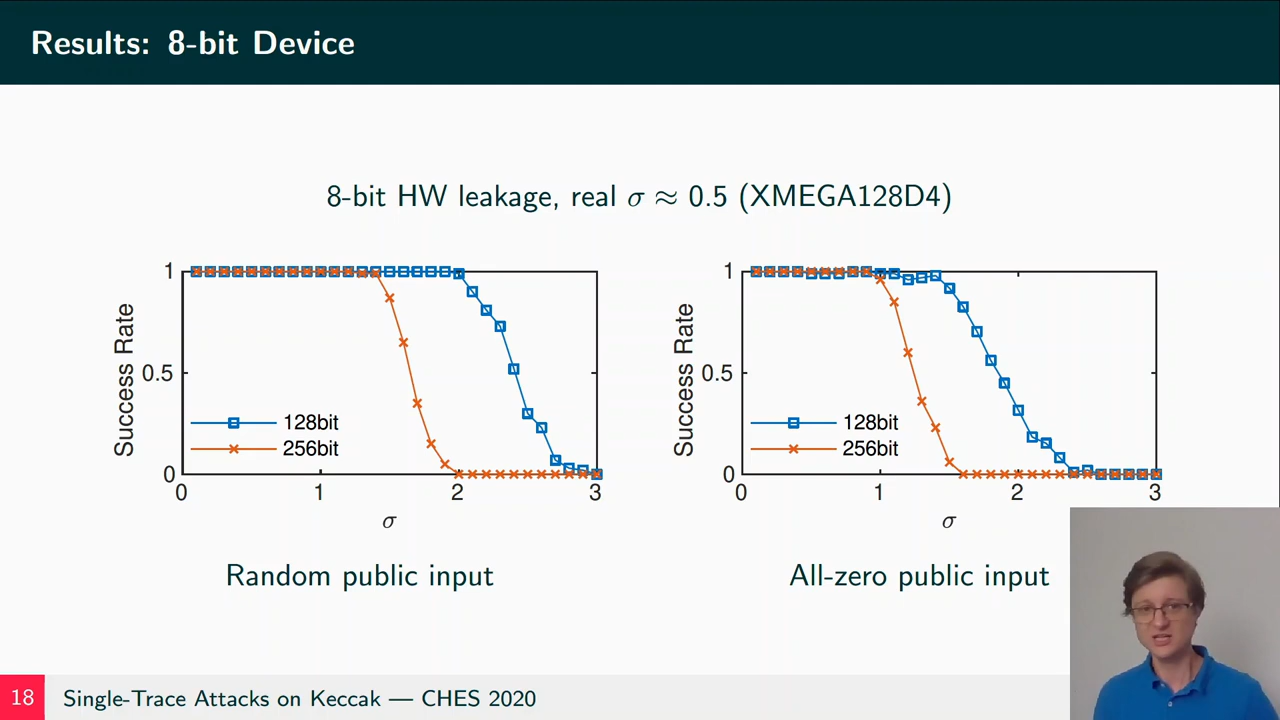 Results: 8-bit Device
8-bit HW leakage, real σ ≈ 0.5 (XMEGA128D4)
Success Rate
1
0.5
0
128bit
256bit
0 1 2 3
σ
Random public input
Success Rate
1
0.5
0
128bit
256bit
0 1 2 3
σ
All-zero public input
18 Single-Trace Attacks on Keccak — CHES 2020